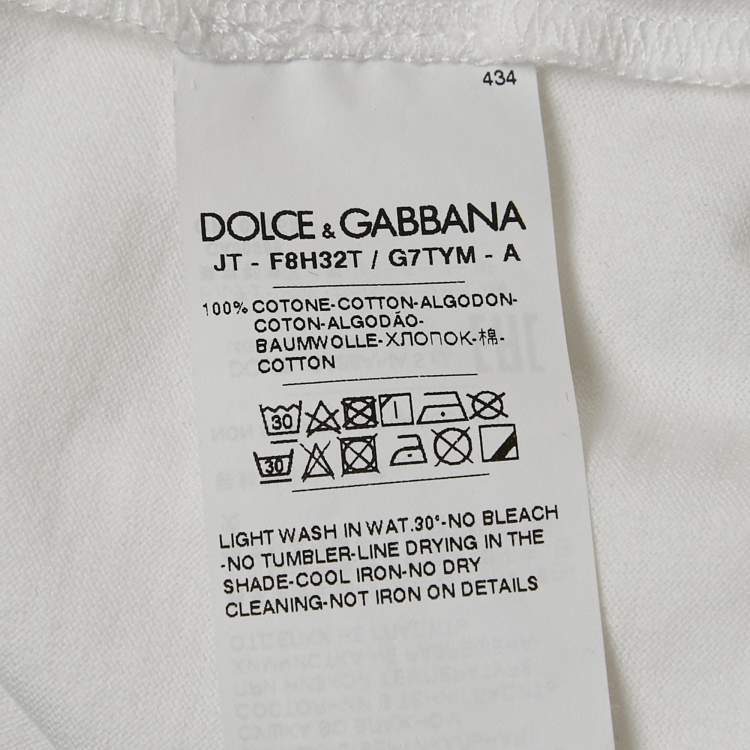 434
DOLCE & GABBANA
JT - F8H32T / G7TYM - A
100% COTONE-COTTON-ALGODON-
COTON-ALGODÃO-
BAUMWOLLE-ХЛОПОК-棉-
COTTON
30
30
LIGHT WASH IN WAT.30°-NO BLEACH
-NO TUMBLER-LINE DRYING IN THE
SHADE-COOL IRON-NO DRY
CLEANING-NOT IRON ON DETAILS